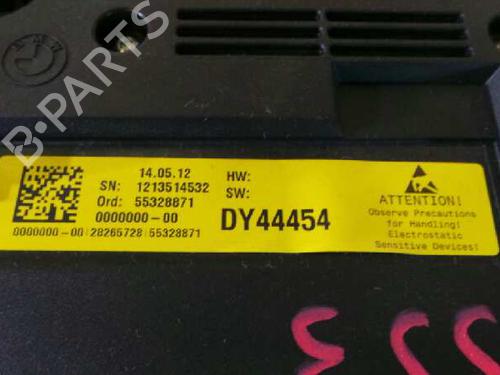 BMW
B-PARTS
14.05.12
SN: 1213514532
Ord: 55328871
0000000-00
0000000-00 28265728 55328871
HW:
SW:
DY44454
ATTENTION!
Observe Precautions
for Handling!
Electrostatic
Sensitive Devices!